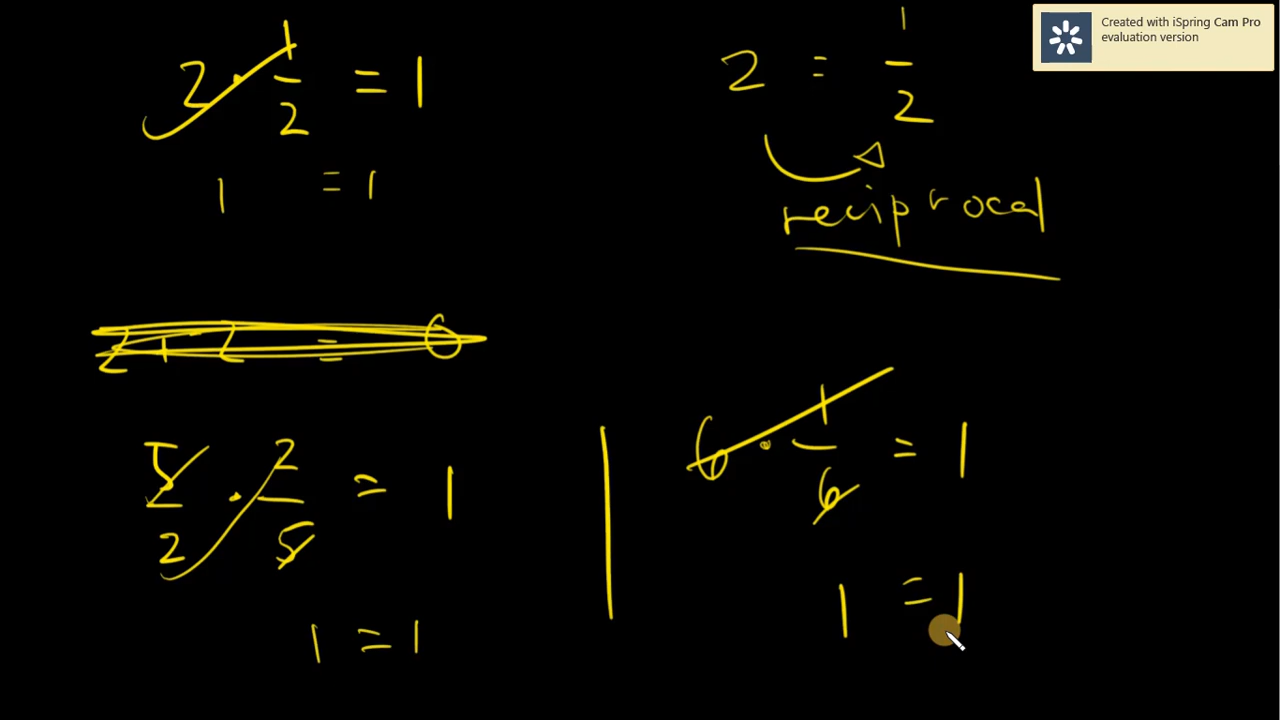 Created with iSpring Cam Pro
evaluation version
2 · 1/2 = 1
1 = 1
2 = 1/2
reciprocal
5/2 · 2/5 = 1
1 = 1
6 · 1/6 = 1
1 = 1